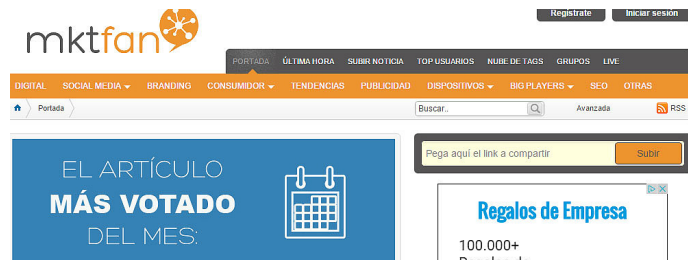 Regístrate Iniciar sesión
mktfan
PORTADA ÚLTIMA HORA SUBIR NOTICIA TOP USUARIOS NUBE DE TAGS GRUPOS LIVE
DIGITAL SOCIAL MEDIA BRANDING CONSUMIDOR TENDENCIAS PUBLICIDAD DISPOSITIVOS BIG PLAYERS SEO OTRAS
Portada Buscar.. Avanzada RSS
EL ARTÍCULO
MÁS VOTADO
DEL MES:
Pega aquí el link a compartir Subir
Regalos de Empresa
100.000+